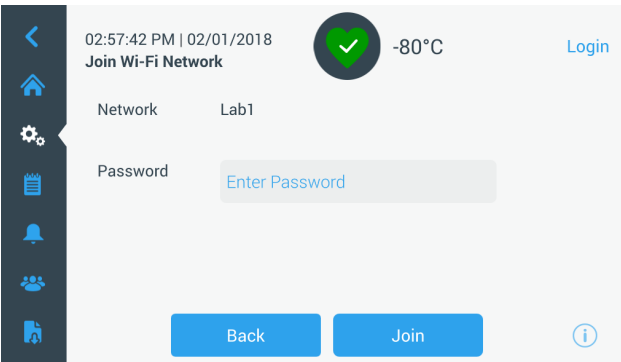 02:57:42 PM | 02/01/2018
Join Wi-Fi Network
-80°C
Login
Network Lab1
Password Enter Password
Back Join
i